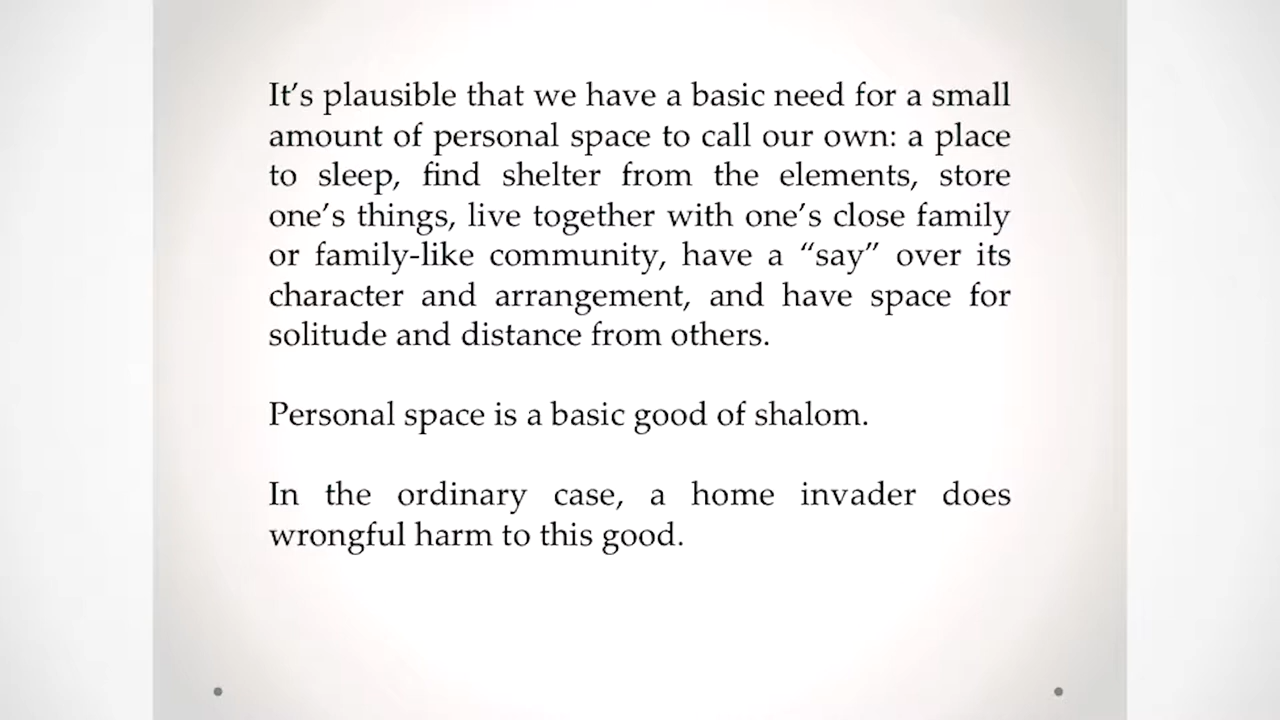 It’s plausible that we have a basic need for a small
amount of personal space to call our own: a place
to sleep, find shelter from the elements, store
one’s things, live together with one’s close family
or family-like community, have a “say” over its
character and arrangement, and have space for
solitude and distance from others.
Personal space is a basic good of shalom.
In the ordinary case, a home invader does
wrongful harm to this good.